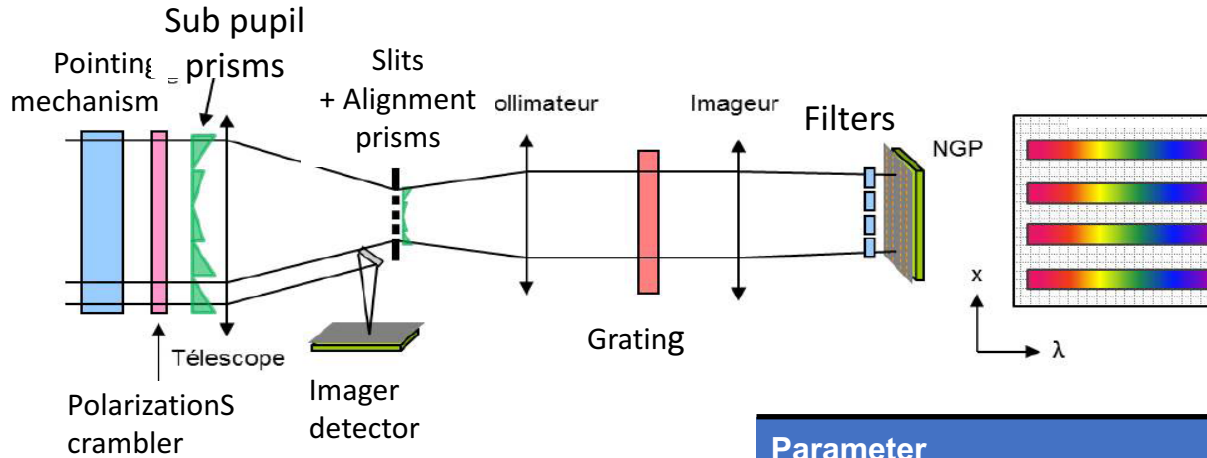 Sub pupil
prisms
Pointing
mechanism
Slits
+ Alignment
prisms
ollimateur
Imageur
Filters
NGP
Télescope
PolarizationS
crambler
Imager
detector
Grating
x
λ
Parameter